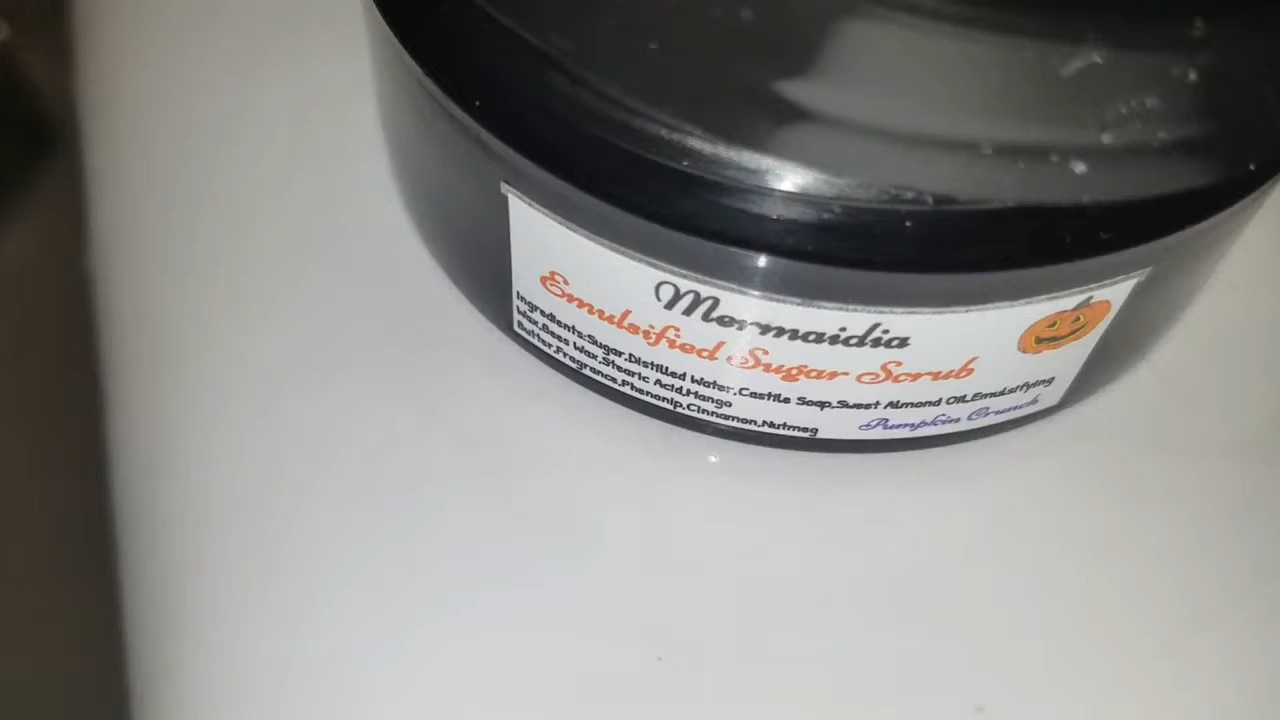 Mermaidia
Emulsified Sugar Scrub
Ingredients:Sugar,Distilled Water,Castile Soap,Sweet Almond Oil,Emulsifying
Wax,Bees Wax,Stearic Acid,Mango
Butter,Fragrance,Phenonip,Cinnamon,Nutmeg
Pumpkin Crunch